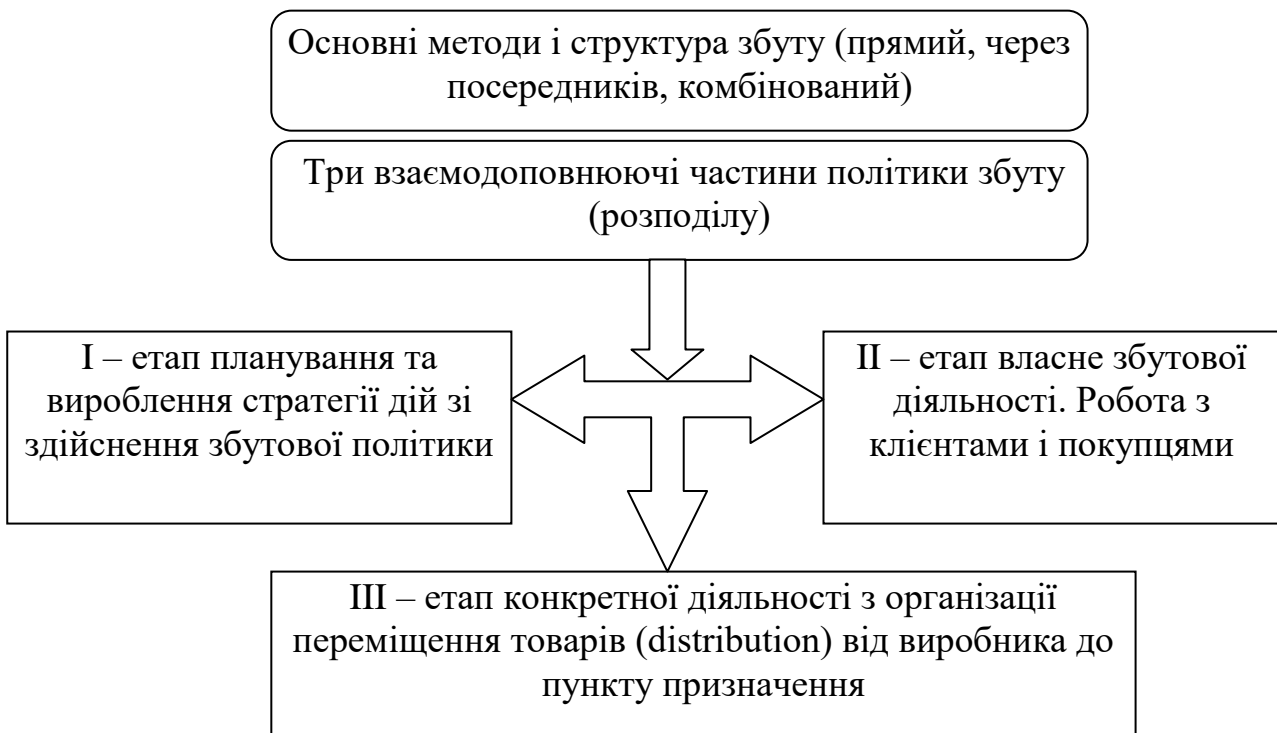 Основні методи і структура збуту (прямий, через
посередників, комбінований)
Три взаємодоповнюючі частини політики збуту
(розподілу)
І – етап планування та
вироблення стратегії дій зі
здійснення збутової політики
ІІ – етап власне збутової
діяльності. Робота з
клієнтами і покупцями
ІІІ – етап конкретної діяльності з організації
переміщення товарів (distribution) від виробника до
пункту призначення